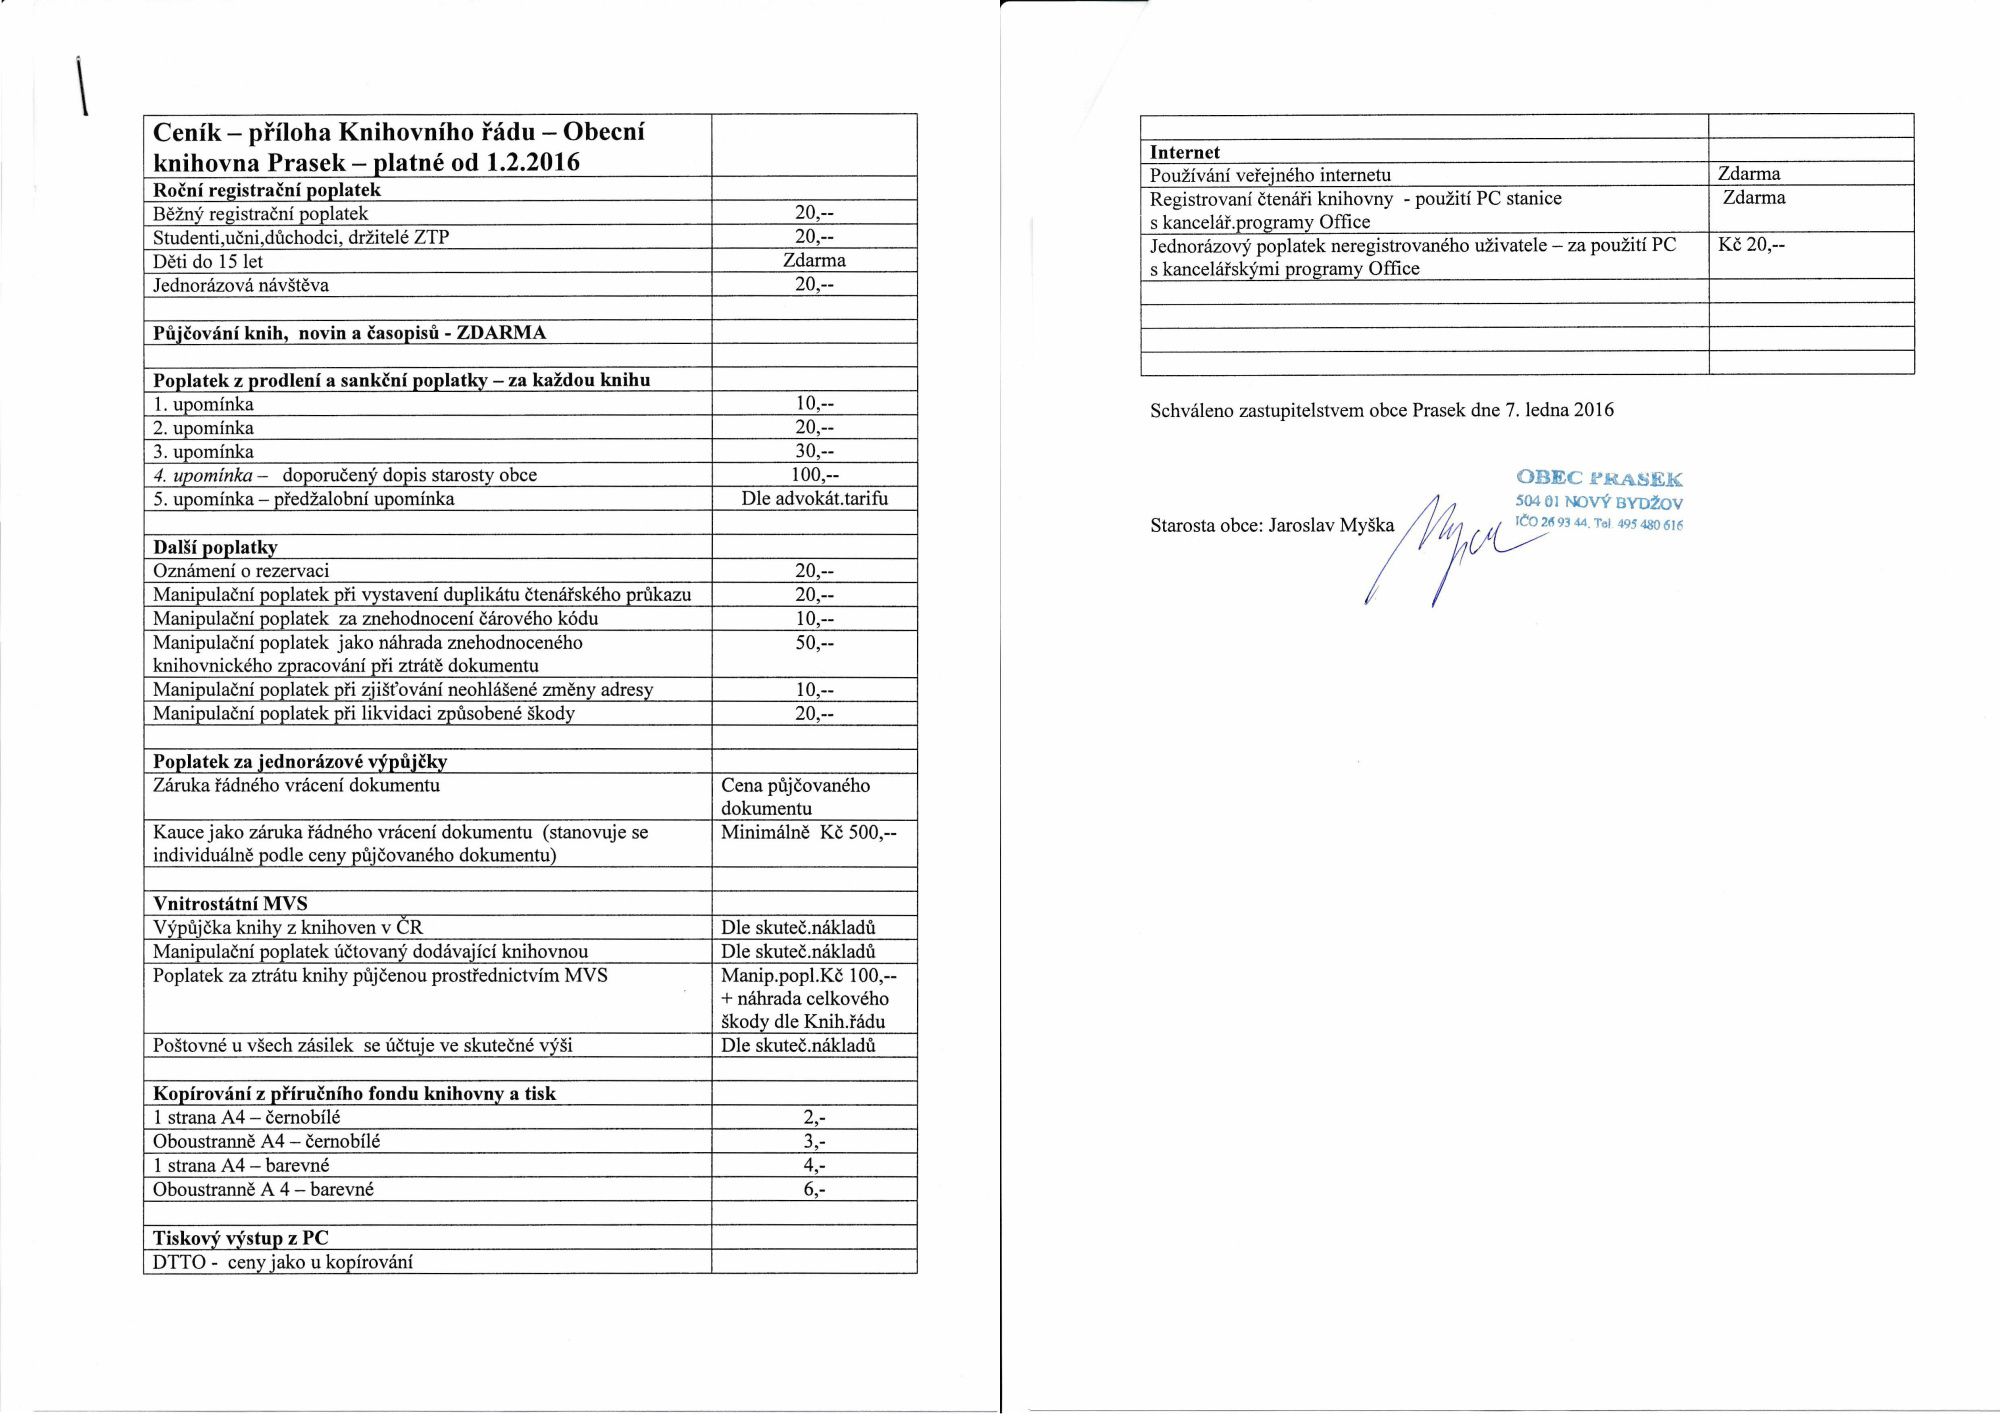 Ceník – příloha Knihovního řádu – Obecní
knihovna Prasek – platné od 1.2.2016
Roční registrační poplatek
Běžný registrační poplatek 20,--
Studenti,učni,důchodci, držitelé ZTP 20,--
Děti do 15 let Zdarma
Jednorázová návštěva 20,--
Půjčování knih, novin a časopisů - ZDARMA
Poplatek z prodlení a sankční poplatky – za každou knihu
1. upomínka 10,--
2. upomínka 20,--
3. upomínka 30,--
4. upomínka – doporučený dopis starosty obce 100,--
5. upomínka – předžalobní upomínka Dle advokát.tarifu
Další poplatky
Oznámení o rezervaci 20,--
Manipulační poplatek při vystavení duplikátu čtenářského průkazu 20,--
Manipulační poplatek za znehodnocení čárového kódu 10,--
Manipulační poplatek jako náhrada znehodnoceného 50,--
knihovnického zpracování při ztrátě dokumentu
Manipulační poplatek při zjišťování neohlášené změny adresy 10,--
Manipulační poplatek při likvidaci způsobené škody 20,--
Poplatek za jednorázové výpůjčky
Záruka řádného vrácení dokumentu Cena půjčovaného
dokumentu
Kauce jako záruka řádného vrácení dokumentu (stanovuje se Minimálně Kč 500,--
individuálně podle ceny půjčovaného dokumentu)
Vnitrostátní MVS
Výpůjčka knihy z knihoven v ČR Dle skuteč.nákladů
Manipulační poplatek účtovaný dodávající knihovnou Dle skuteč.nákladů
Poplatek za ztrátu knihy půjčenou prostřednictvím MVS Manip.popl.Kč 100,--
+ náhrada celkového
škody dle Knih.řádu
Poštovné u všech zásilek se účtuje ve skutečné výši Dle skuteč.nákladů
Kopírování z příručního fondu knihovny a tisk
1 strana A4 – černobílé 2,-
Oboustranně A4 – černobílé 3,-
1 strana A4 – barevné 4,-
Oboustranně A 4 – barevné 6,-
Tiskový výstup z PC
DTTO - ceny jako u kopírování
Internet
Používání veřejného internetu Zdarma
Registrovaní čtenáři knihovny - použití PC stanice Zdarma
s kancelář.programy Office
Jednorázový poplatek neregistrovaného uživatele – za použití PC Kč 20,--
s kancelářskými programy Office
Schváleno zastupitelstvem obce Prasek dne 7. ledna 2016
OBEC PRASEK
504 01 NOVÝ BYDŽOV
IČO 26 93 44, Tel. 495 480 616
Starosta obce: Jaroslav Myška